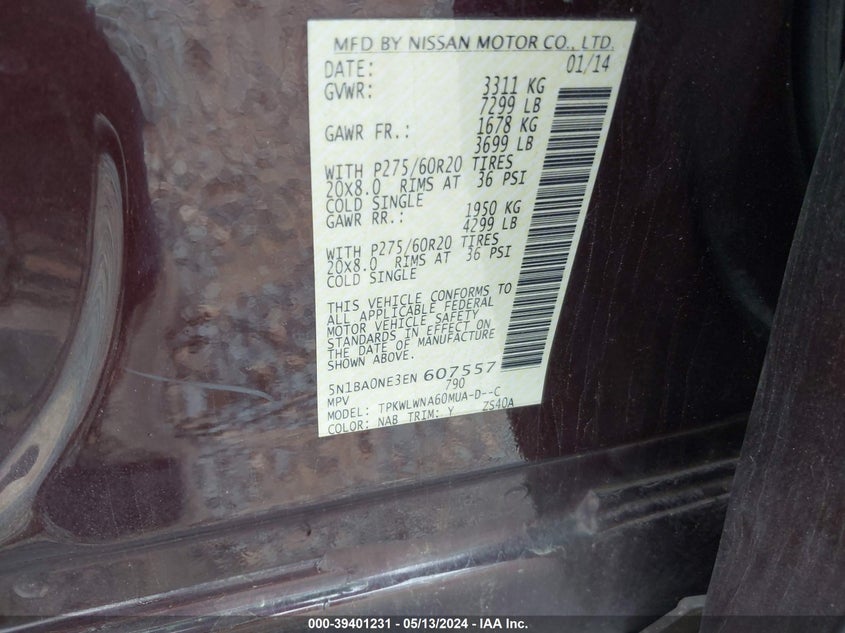 MFD BY NISSAN MOTOR CO., LTD.
DATE: 01/14
GVWR: 3311 KG
7299 LB
GAWR FR.: 1678 KG
3699 LB
WITH P275/60R20 TIRES
20X8.0 RIMS AT 36 PSI
COLD SINGLE
GAWR RR.: 1950 KG
4299 LB
WITH P275/60R20 TIRES
20X8.0 RIMS AT 36 PSI
COLD SINGLE
THIS VEHICLE CONFORMS TO
ALL APPLICABLE FEDERAL
MOTOR VEHICLE SAFETY
STANDARDS IN EFFECT ON
THE DATE OF MANUFACTURE
SHOWN ABOVE.
5N1BA0NE3EN 607557
MPV 790
MODEL: TPKWLWNA60MUA-D--C
COLOR: NAB TRIM: Y ZS40A
000-39401231 - 05/13/2024 - IAA Inc.